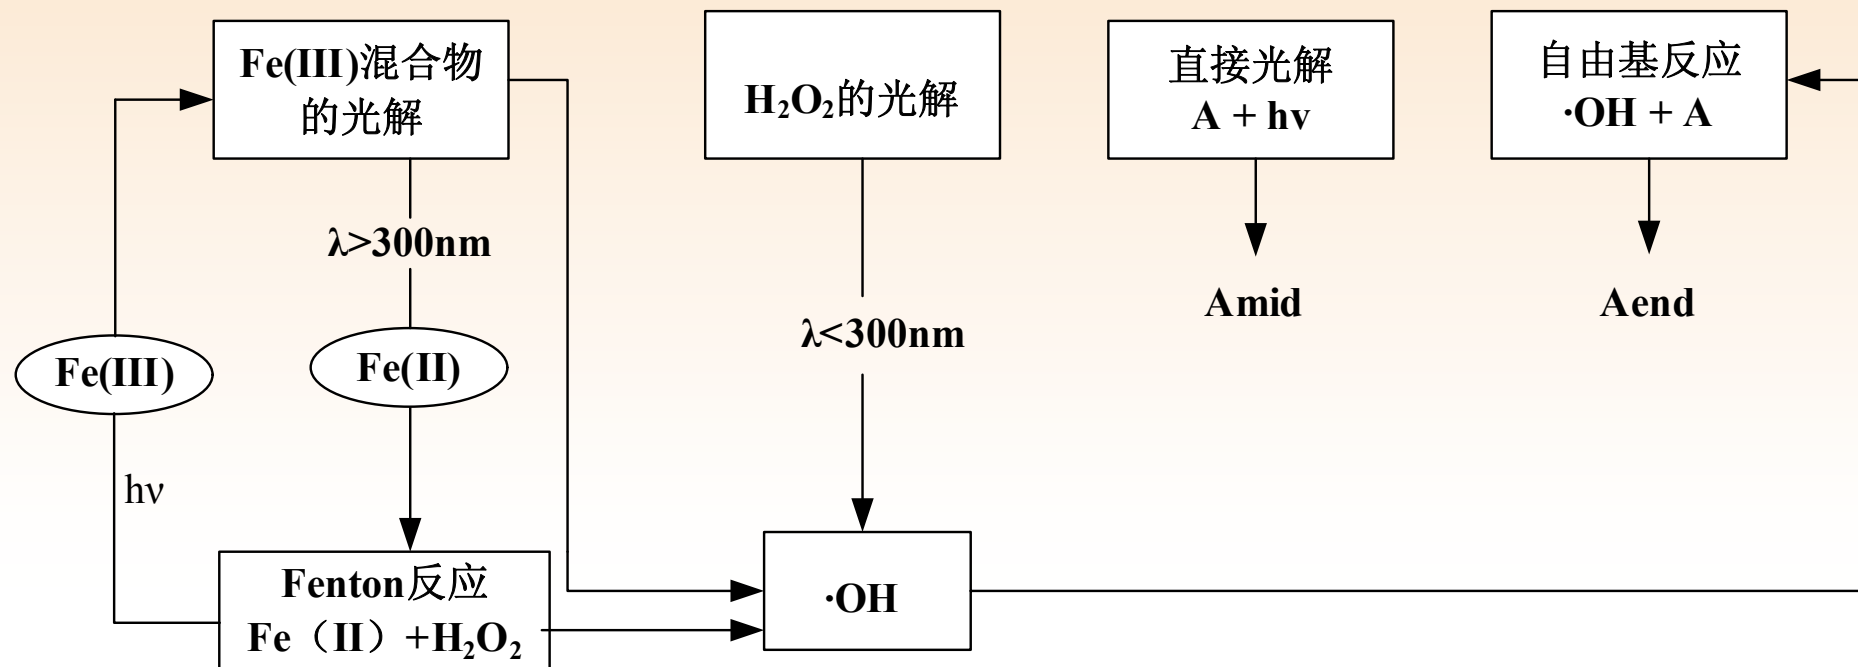 Fe(III)混合物
的光解
H₂O₂的光解
直接光解
A + hv
自由基反应
·OH + A
λ>300nm
Amid
Aend
λ<300nm
Fe(III)
Fe(II)
hν
Fenton反应
Fe（II）+H₂O₂
·OH